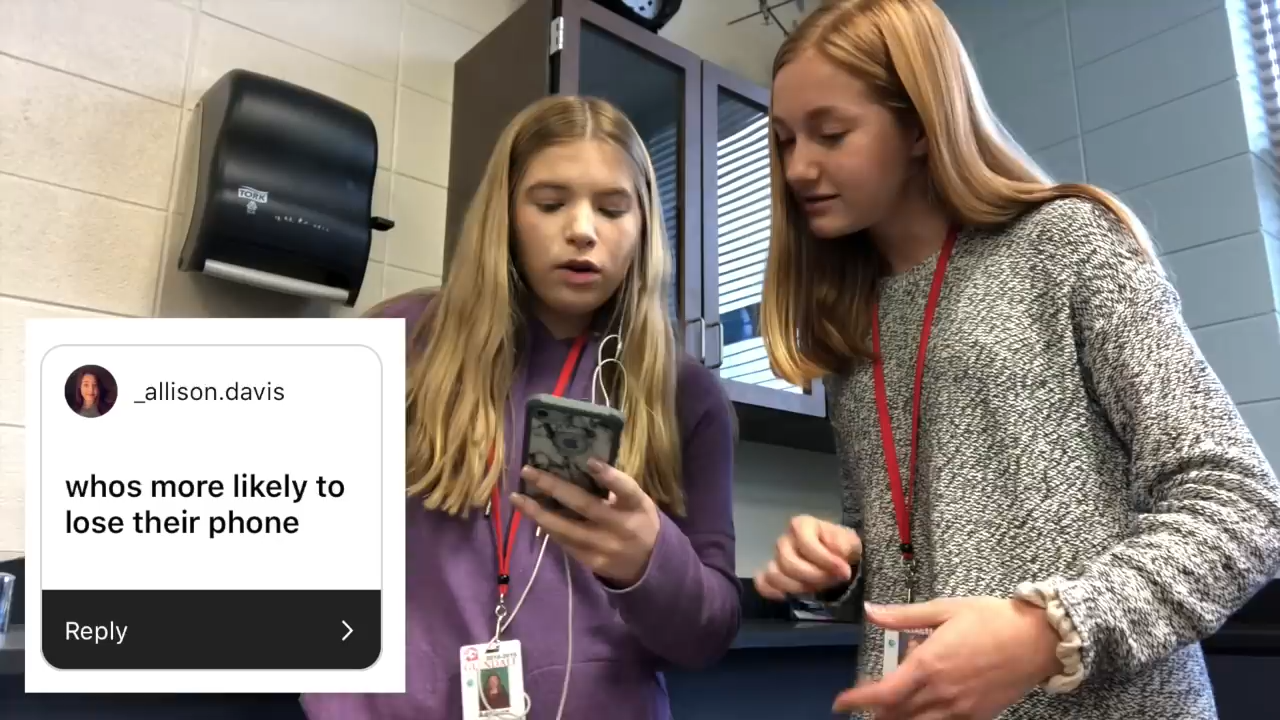 TORK
_allison.davis
whos more likely to
lose their phone
Reply